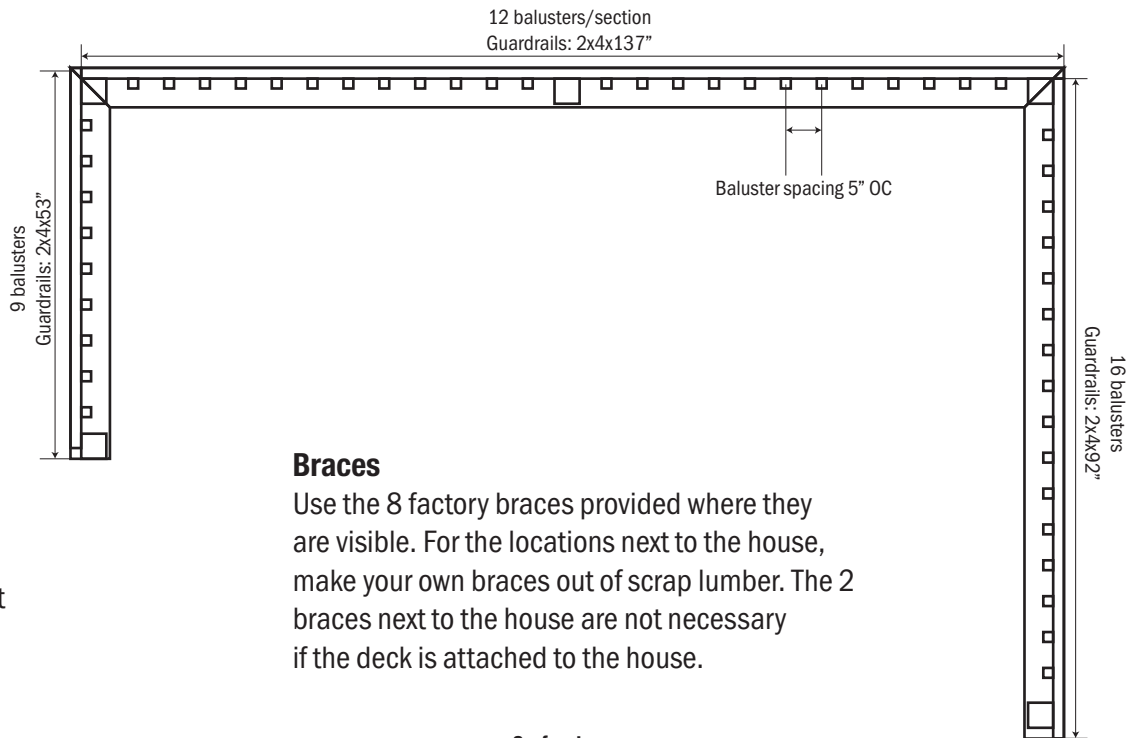 12 balusters/section
Guardrails: 2x4x137”
Baluster spacing 5” OC
9 balusters
Guardrails: 2x4x53”
16 balusters
Guardrails: 2x4x92”
Braces
Use the 8 factory braces provided where they
are visible. For the locations next to the house,
make your own braces out of scrap lumber. The 2
braces next to the house are not necessary
if the deck is attached to the house.
t